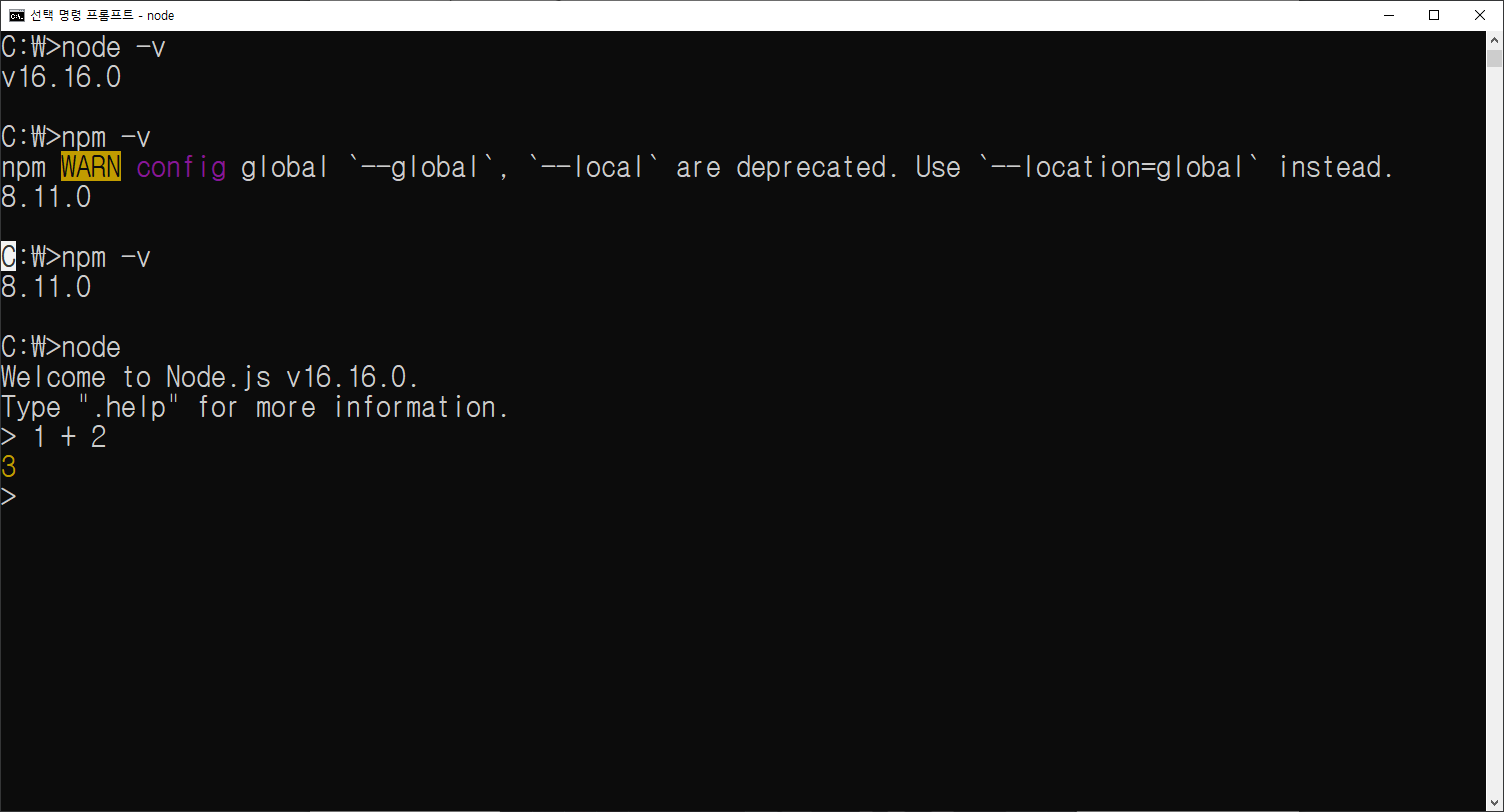 선택 명령 프롬프트 - node
C:₩>node -v
v16.16.0
C:₩>npm -v
npm WARN config global `--global`, `--local` are deprecated. Use `--location=global` instead.
8.11.0
C:₩>npm -v
8.11.0
C:₩>node
Welcome to Node.js v16.16.0.
Type ".help" for more information.
> 1 + 2
3
>